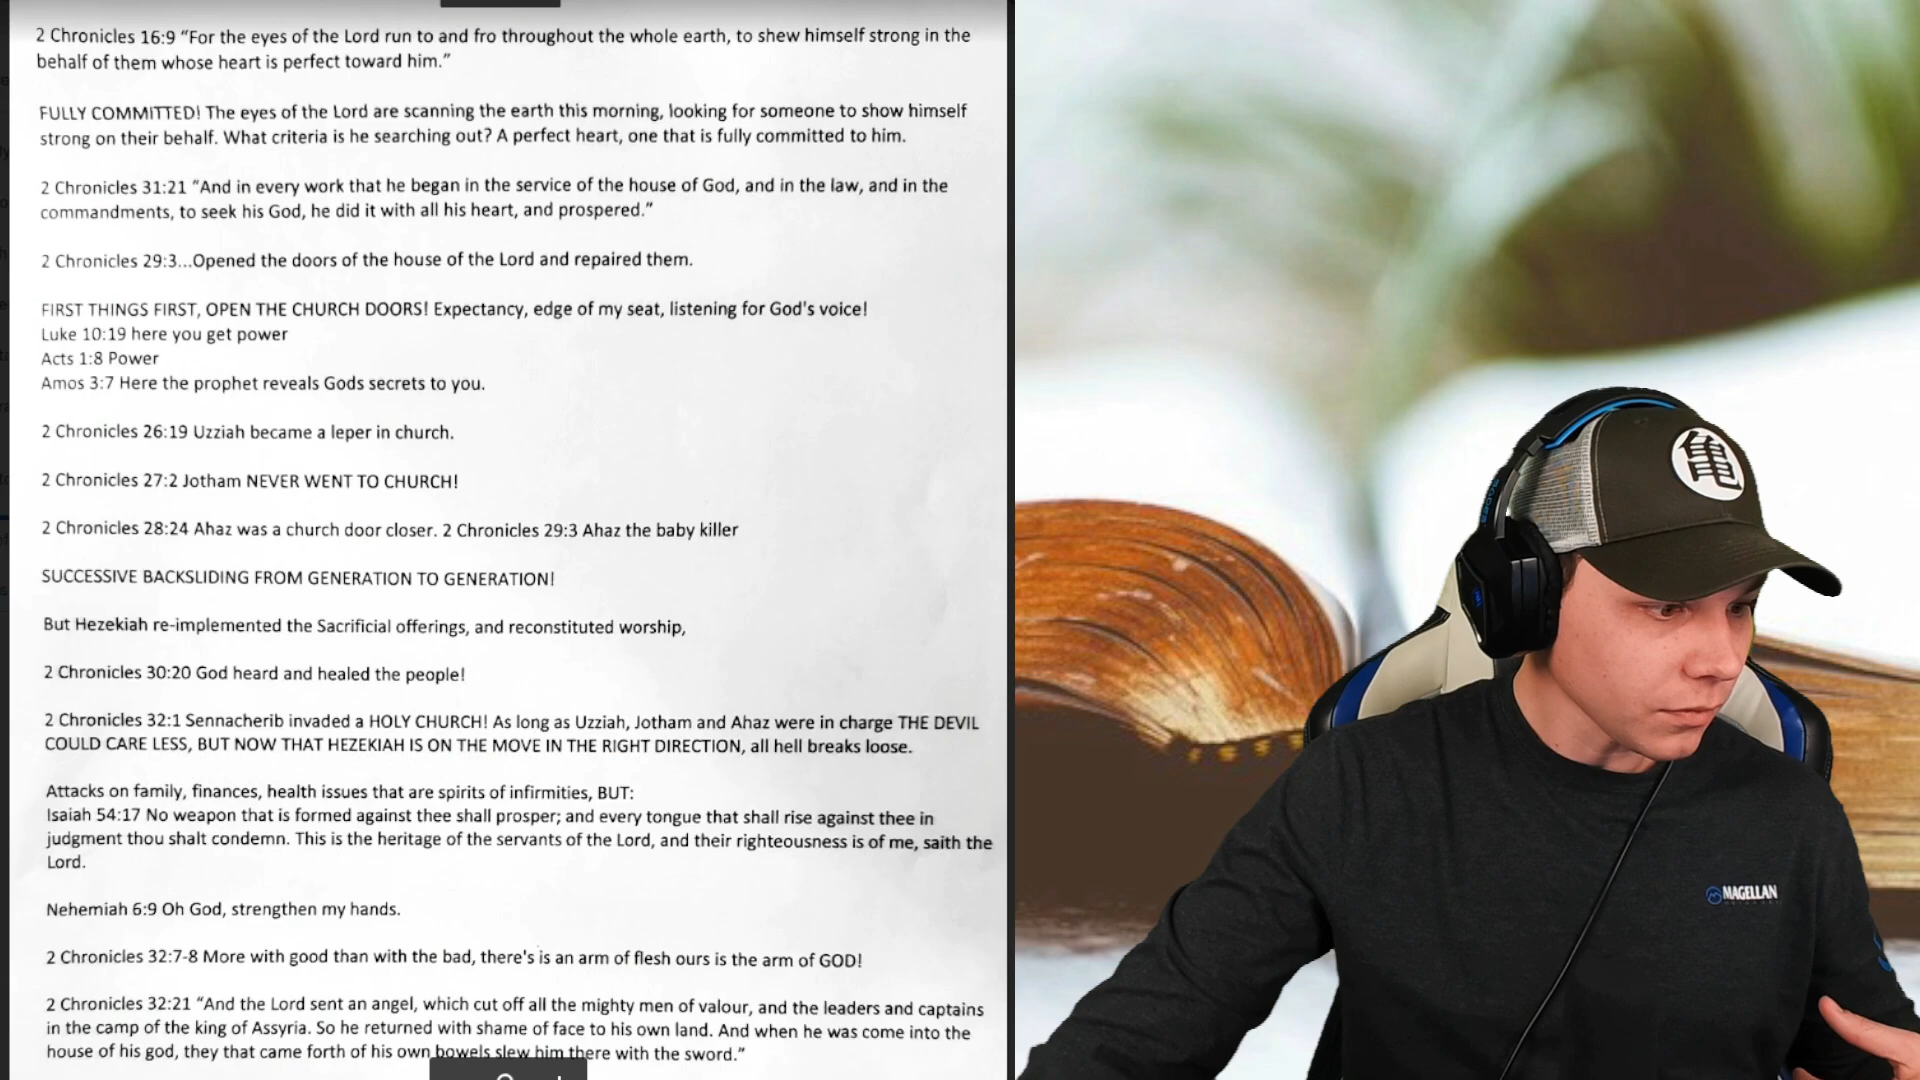 2 Chronicles 16:9 “For the eyes of the Lord run to and fro throughout the whole earth, to shew himself strong in the
behalf of them whose heart is perfect toward him.”
FULLY COMMITTED! The eyes of the Lord are scanning the earth this morning, looking for someone to show himself
strong on their behalf. What criteria is he searching out? A perfect heart, one that is fully committed to him.
2 Chronicles 31:21 “And in every work that he began in the service of the house of God, and in the law, and in the
commandments, to seek his God, he did it with all his heart, and prospered.”
2 Chronicles 29:3...Opened the doors of the house of the Lord and repaired them.
FIRST THINGS FIRST, OPEN THE CHURCH DOORS! Expectancy, edge of my seat, listening for God's voice!
Luke 10:19 here you get power
Acts 1:8 Power
Amos 3:7 Here the prophet reveals Gods secrets to you.
2 Chronicles 26:19 Uzziah became a leper in church.
2 Chronicles 27:2 Jotham NEVER WENT TO CHURCH!
2 Chronicles 28:24 Ahaz was a church door closer. 2 Chronicles 29:3 Ahaz the baby killer
SUCCESSIVE BACKSLIDING FROM GENERATION TO GENERATION!
But Hezekiah re-implemented the Sacrificial offerings, and reconstituted worship,
2 Chronicles 30:20 God heard and healed the people!
2 Chronicles 32:1 Sennacherib invaded a HOLY CHURCH! As long as Uzziah, Jotham and Ahaz were in charge THE DEVIL
COULD CARE LESS, BUT NOW THAT HEZEKIAH IS ON THE MOVE IN THE RIGHT DIRECTION, all hell breaks loose.
Attacks on family, finances, health issues that are spirits of infirmities, BUT:
Isaiah 54:17 No weapon that is formed against thee shall prosper; and every tongue that shall rise against thee in
judgment thou shalt condemn. This is the heritage of the servants of the Lord, and their righteousness is of me, saith the
Lord.
Nehemiah 6:9 Oh God, strengthen my hands.
2 Chronicles 32:7-8 More with good than with the bad, there's is an arm of flesh ours is the arm of GOD!
2 Chronicles 32:21 “And the Lord sent an angel, which cut off all the mighty men of valour, and the leaders and captains
in the camp of the king of Assyria. So he returned with shame of face to his own land. And when he was come into the
house of his god, they that came forth of his own bowels slew him there with the sword.”
亀
MAGELLAN